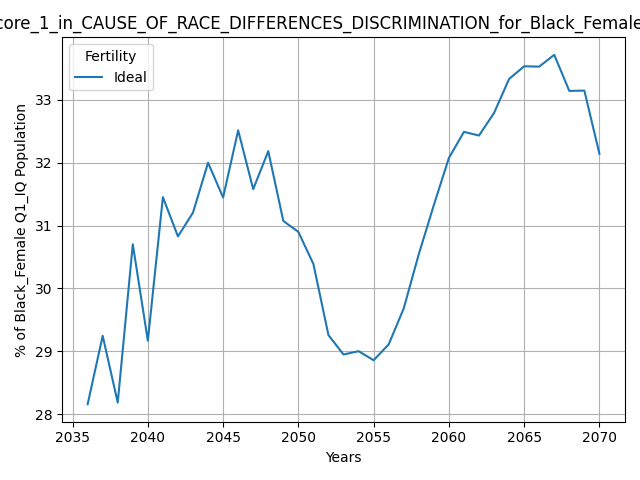 core_1_in_CAUSE_OF_RACE_DIFFERENCES_DISCRIMINATION_for_Black_Female
Fertility
Ideal
% of Black_Female Q1_IQ Population
33
32
31
30
29
28
2035 2040 2045 2050 2055 2060 2065 2070
Years